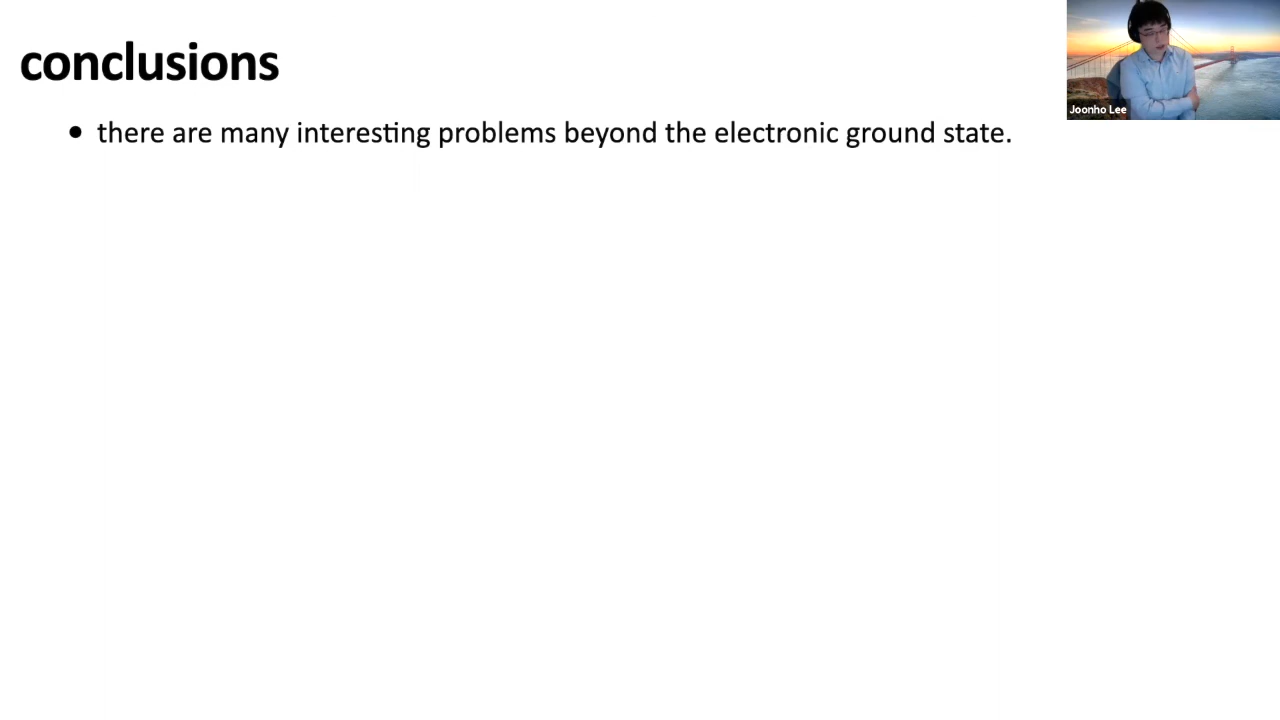 conclusions
• there are many interesting problems beyond the electronic ground state.
Joonho Lee